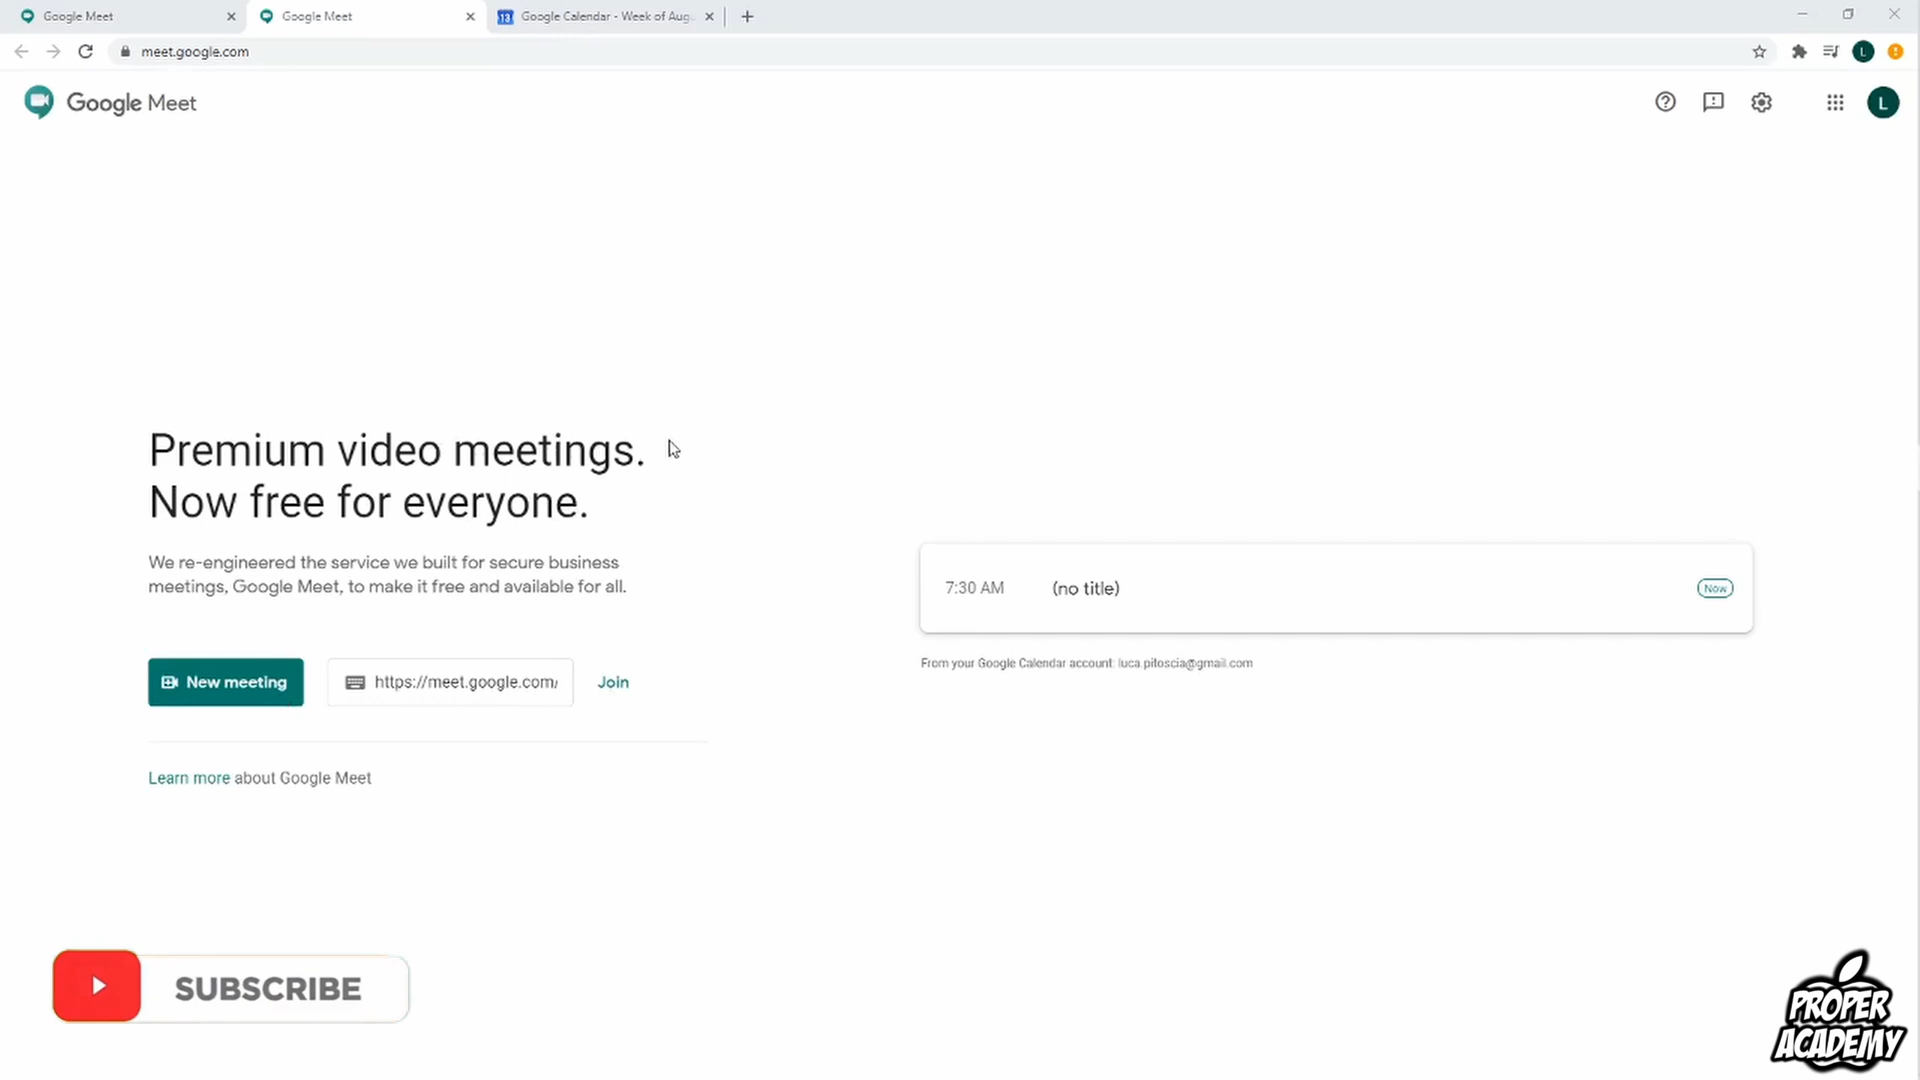 Google Meet
Google Meet
Google Calendar - Week of Aug
meet.google.com
L
Google Meet
L
Premium video meetings.
Now free for everyone.
We re-engineered the service we built for secure business
meetings, Google Meet, to make it free and available for all.
7:30 AM (no title) Now
From your Google Calendar account: luca.pitoscia@gmail.com
New meeting https://meet.google.com/ Join
Learn more about Google Meet
SUBSCRIBE
PROPER
ACADEMY